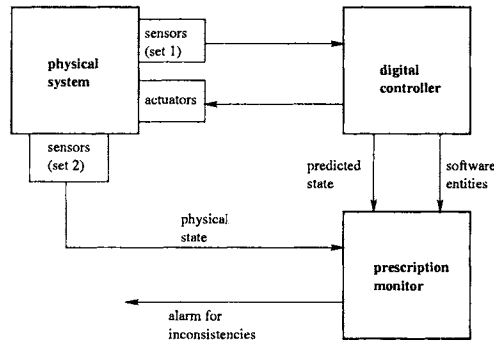 sensors
(set 1)
physical
system
digital
controller
actuators
sensors
(set 2)
predicted
state
software
entities
physical
state
prescription
monitor
alarm for
inconsistencies